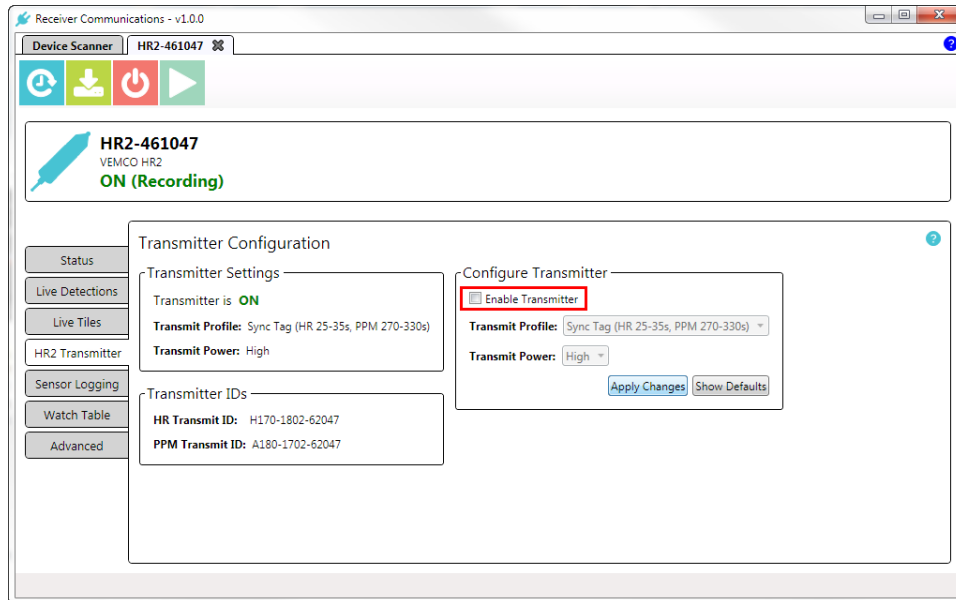 Receiver Communications - v1.0.0
Device Scanner
HR2-461047
?
HR2-461047
VEMCO HR2
ON (Recording)
Status
Live Detections
Live Tiles
HR2 Transmitter
Sensor Logging
Watch Table
Advanced
Transmitter Configuration
?
Transmitter Settings
Transmitter is ON
Transmit Profile: Sync Tag (HR 25-35s, PPM 270-330s)
Transmit Power: High
Transmitter IDs
HR Transmit ID: H170-1802-62047
PPM Transmit ID: A180-1702-62047
Configure Transmitter
Enable Transmitter
Transmit Profile: Sync Tag (HR 25-35s, PPM 270-330s)
Transmit Power: High
Apply Changes Show Defaults